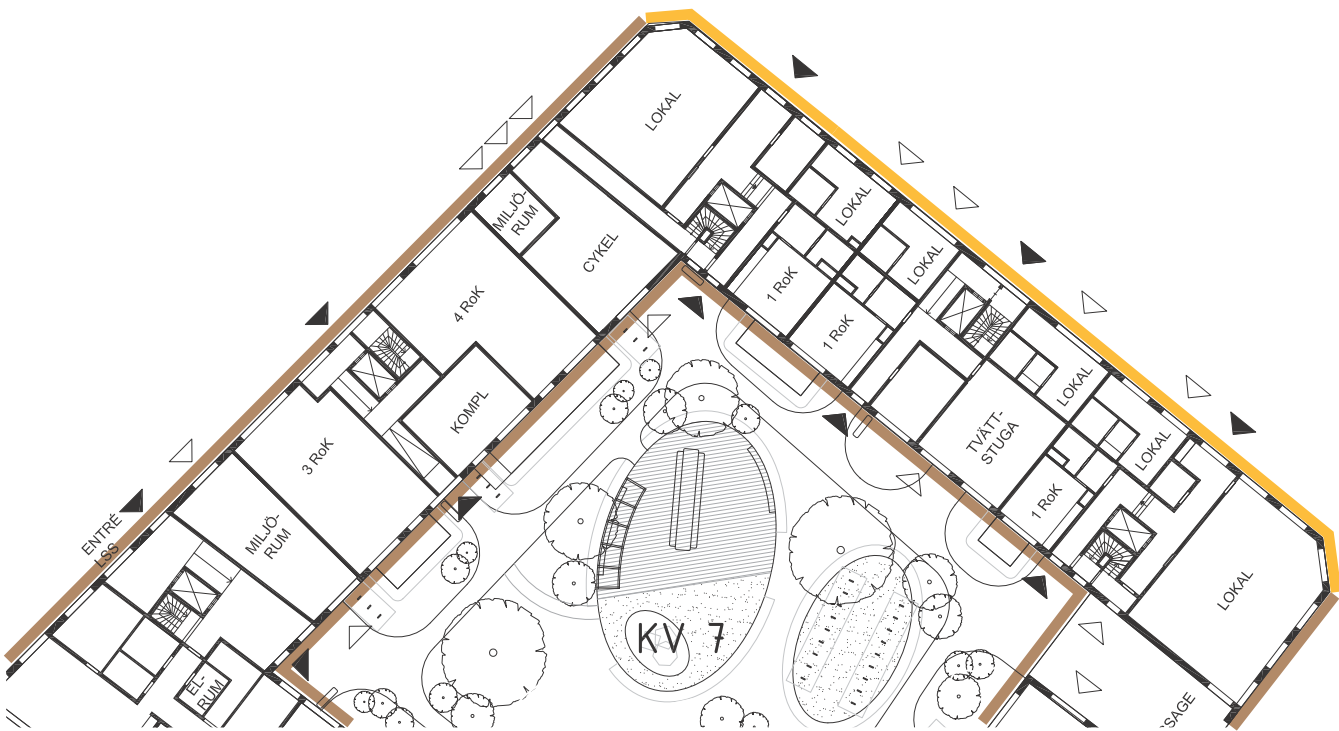 LOKAL
MILJÖ-
RUM
CYKEL
LOKAL
LOKAL
1 RoK
1 RoK
4 RoK
KOMPL
3 RoK
LOKAL
TVÄTT-
STUGA
LOKAL
1 RoK
ENTRÉ
LSS
MILJÖ-
RUM
LOKAL
KV 7
EL-
RUM